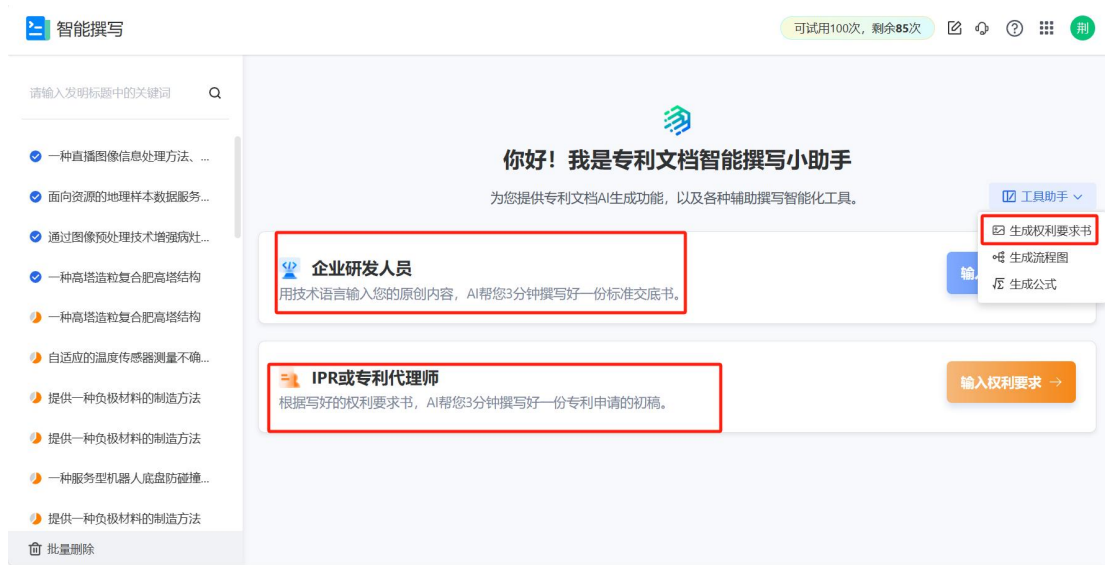 智能撰写
可试用100次，剩余85次
荆
请输入发明标题中的关键词
一种直播图像信息处理方法、...
面向资源的地理样本数据服务...
通过图像预处理技术增强病灶...
一种高塔造粒复合肥高塔结构
一种高塔造粒复合肥高塔结构
自适应的温度传感器测量不确...
提供一种负极材料的制造方法
提供一种负极材料的制造方法
一种服务型机器人底盘防碰撞...
提供一种负极材料的制造方法
批量删除
你好！我是专利文档智能撰写小助手
为您提供专利文档AI生成功能，以及各种辅助撰写智能化工具。
工具助手
生成权利要求书
生成流程图
生成公式
企业研发人员
用技术语言输入您的原创内容，AI帮您3分钟撰写好一份标准交底书。
输
IPR或专利代理师
根据写好的权利要求书，AI帮您3分钟撰写好一份专利申请的初稿。
输入权利要求 →